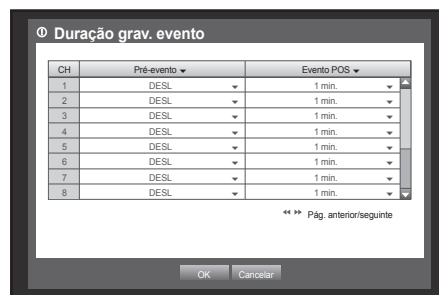 Duração grav. evento
CH Pré-evento Evento POS
1 DESL 1 min.
2 DESL 1 min.
3 DESL 1 min.
4 DESL 1 min.
5 DESL 1 min.
6 DESL 1 min.
7 DESL 1 min.
8 DESL 1 min.
Pág. anterior/seguinte
OK Cancelar